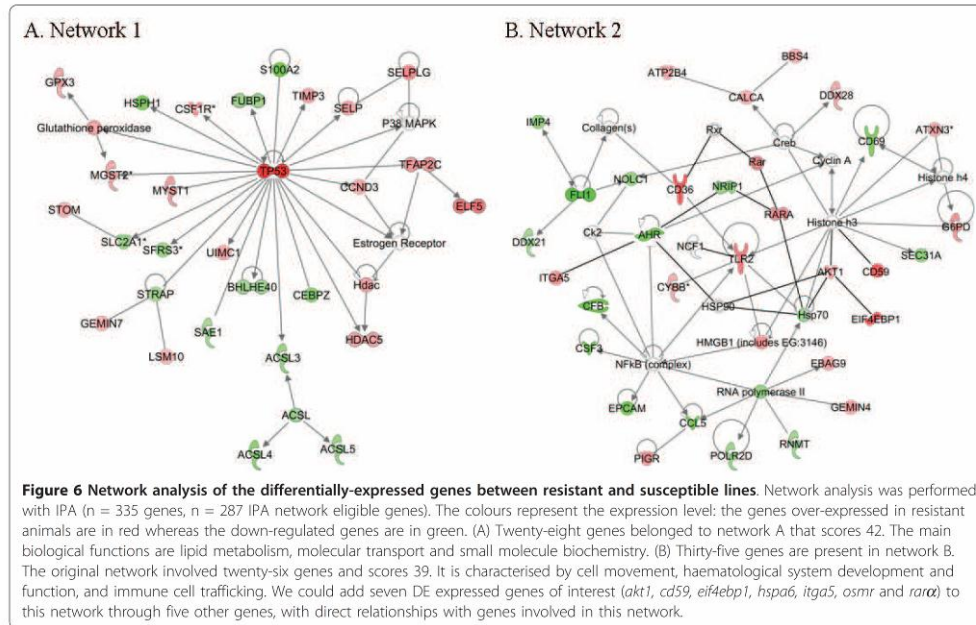 A. Network 1
B. Network 2
S100A2
SELPLG
GPX3
HSPH1
CSF1R*
FUBP1
TIMP3
SELP
P38 MAPK
Glutathione peroxidase
TP53
TFAP2C
MGST2*
MYST1
CCND3
ELF5
STOM
SLC2A1*
SFRS3*
UIMC1
Estrogen Receptor
STRAP
BHLHE40
CEBPZ
Hdac
GEMIN7
LSM10
SAE1
ACSL3
HDAC5
ACSL
ACSL4
ACSL5
BBS4
ATP2B4
CALCA
DDX28
IMP4
Collagen(s)
Rxr
Creb
CD69
ATXN3*
Cyclin A
Histone h4
FLI1
NOLC1
CD36
Rar
NRIP1
RARA
Histone h3
G6PD
DDX21
Ck2
AHR
NCF1
TLR2
SEC31A
ITGA5
CYBB*
AKT1
CD59
HSP90
CFB
Hsp70
EIF4EBP1
CSF3
NFkB (complex)
HMGB1 (includes EG:3146)
EBAG9
RNA polymerase II
EPCAM
GEMIN4
CCL5
PIGR
POLR2D
RNMT
Figure 6 Network analysis of the differentially-expressed genes between resistant and susceptible lines. Network analysis was performed
with IPA (n = 335 genes, n = 287 IPA network eligible genes). The colours represent the expression level: the genes over-expressed in resistant
animals are in red whereas the down-regulated genes are in green. (A) Twenty-eight genes belonged to network A that scores 42. The main
biological functions are lipid metabolism, molecular transport and small molecule biochemistry. (B) Thirty-five genes are present in network B.
The original network involved twenty-six genes and scores 39. It is characterised by cell movement, haematological system development and
function, and immune cell trafficking. We could add seven DE expressed genes of interest (akt1, cd59, eif4ebp1, hspa6, itga5, osmr and rarα) to
this network through five other genes, with direct relationships with genes involved in this network.